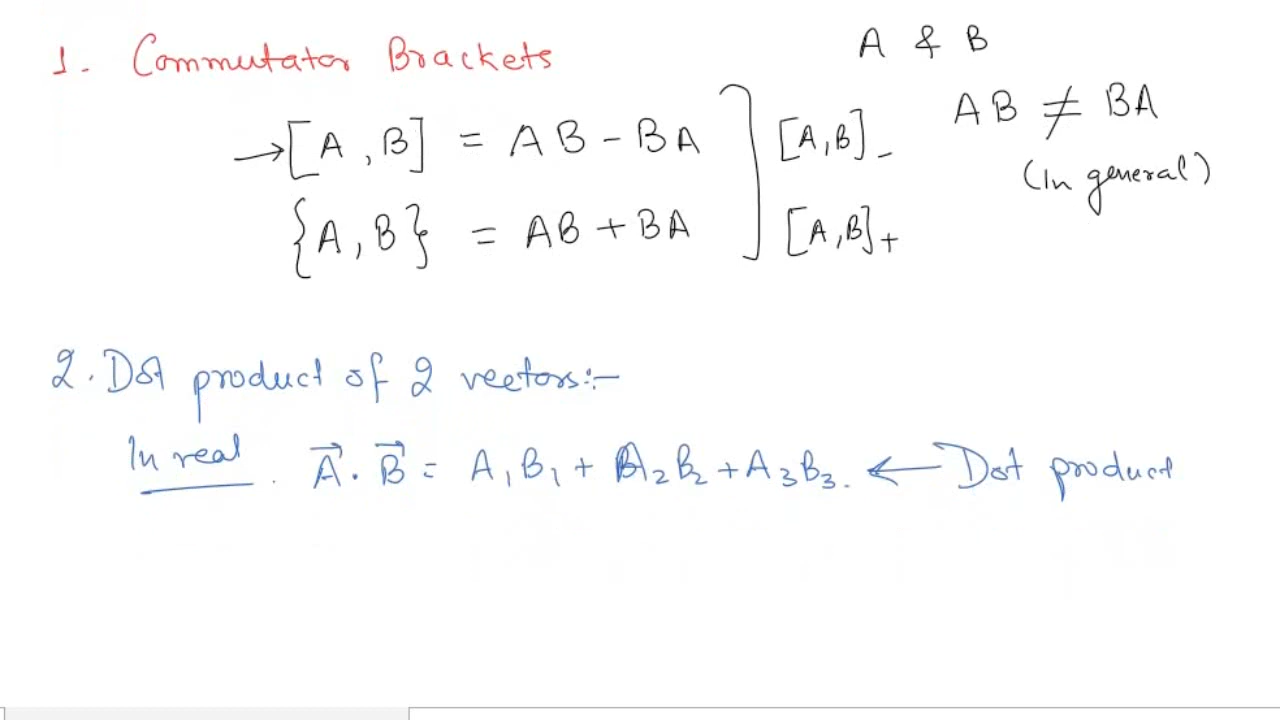 1. Commutator Brackets
A & B
→[A, B] = AB - BA
[A,B]_
AB ≠ BA
(In general)
{A, B} = AB + BA
[A,B]+
2. Dot product of 2 vectors:-
In real. A⃗ · B⃗ = A₁B₁ + A₂B₂ + A₃B₃. ← Dot product